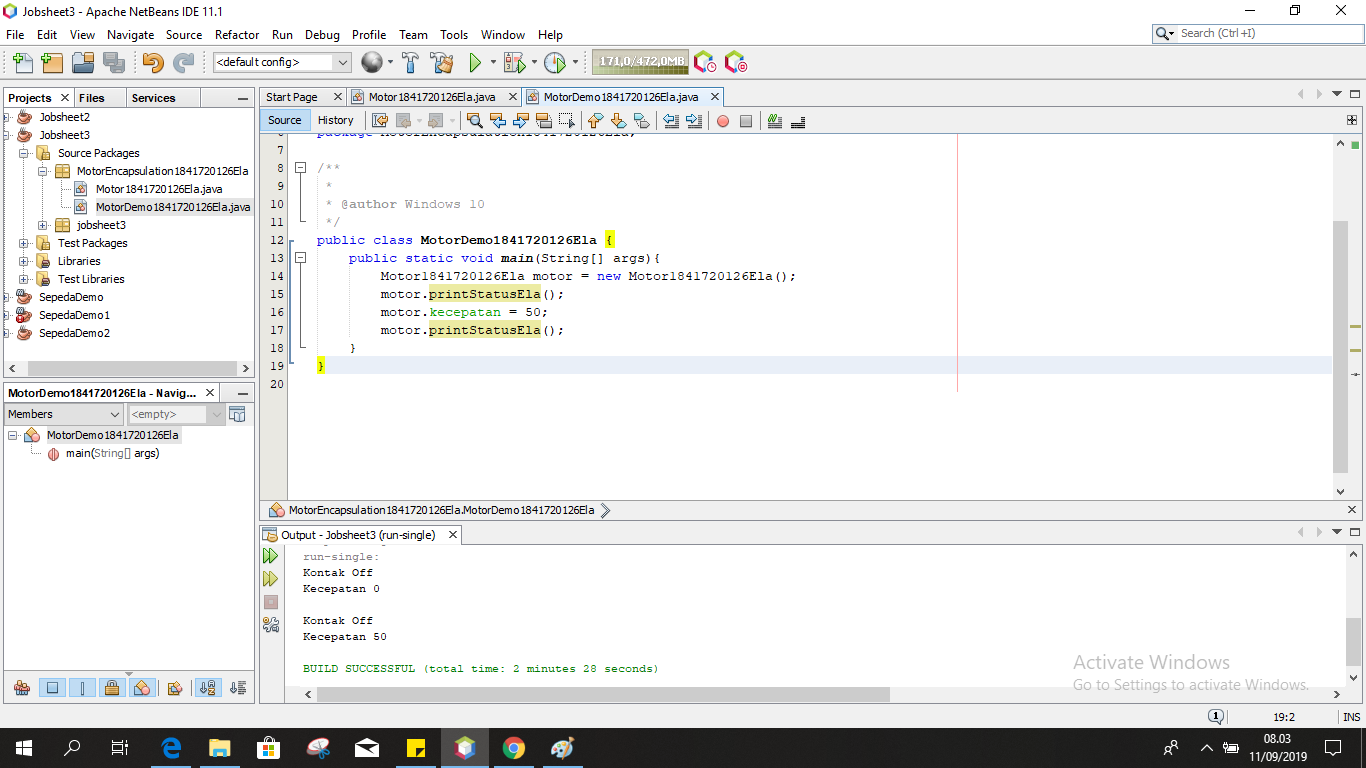 Jobsheet3 - Apache NetBeans IDE 11.1
File Edit View Navigate Source Refactor Run Debug Profile Team Tools Window Help
Search (Ctrl+I)
<default config>
171,0/472,0MB
Projects Files Services
Jobsheet2
Jobsheet3
Source Packages
MotorEncapsulation1841720126Ela
Motor1841720126Ela.java
MotorDemo1841720126Ela.java
jobsheet3
Test Packages
Libraries
Test Libraries
SepedaDemo
SepedaDemo1
SepedaDemo2
MotorDemo1841720126Ela - Navig...
Members <empty>
MotorDemo1841720126Ela
main(String[] args)
Start Page Motor1841720126Ela.java MotorDemo1841720126Ela.java
Source History
package MotorEncapsulation1841720126Ela;
7
8 /**
9 *
10 * @author Windows 10
11 */
12 public class MotorDemo1841720126Ela {
13 public static void main(String[] args){
14 Motor1841720126Ela motor = new Motor1841720126Ela();
15 motor.printStatusEla();
16 motor.kecepatan = 50;
17 motor.printStatusEla();
18 }
19 }
20
MotorEncapsulation1841720126Ela.MotorDemo1841720126Ela
Output - Jobsheet3 (run-single)
run-single:
Kontak Off
Kecepatan 0
Kontak Off
Kecepatan 50
BUILD SUCCESSFUL (total time: 2 minutes 28 seconds)
Activate Windows
Go to Settings to activate Windows.
1 19:2 INS
08.03
11/09/2019